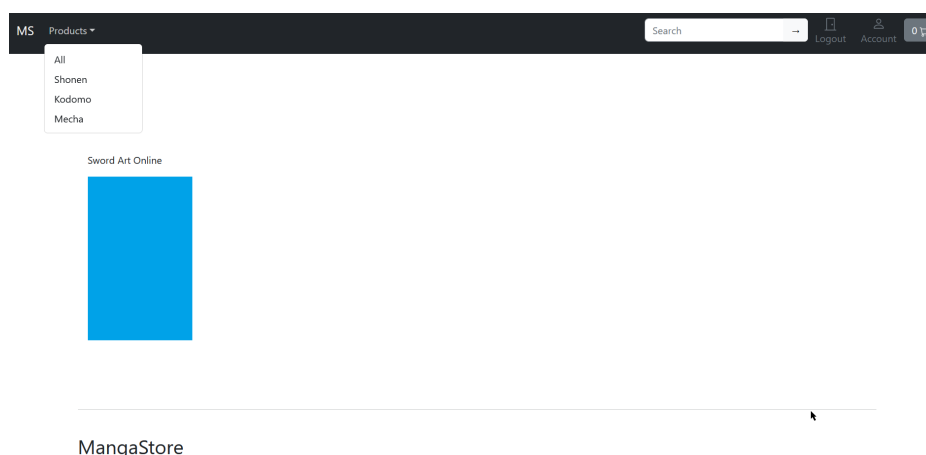 MS Products
Search → Logout Account 0
All
Shonen
Kodomo
Mecha
Sword Art Online
MangaStore